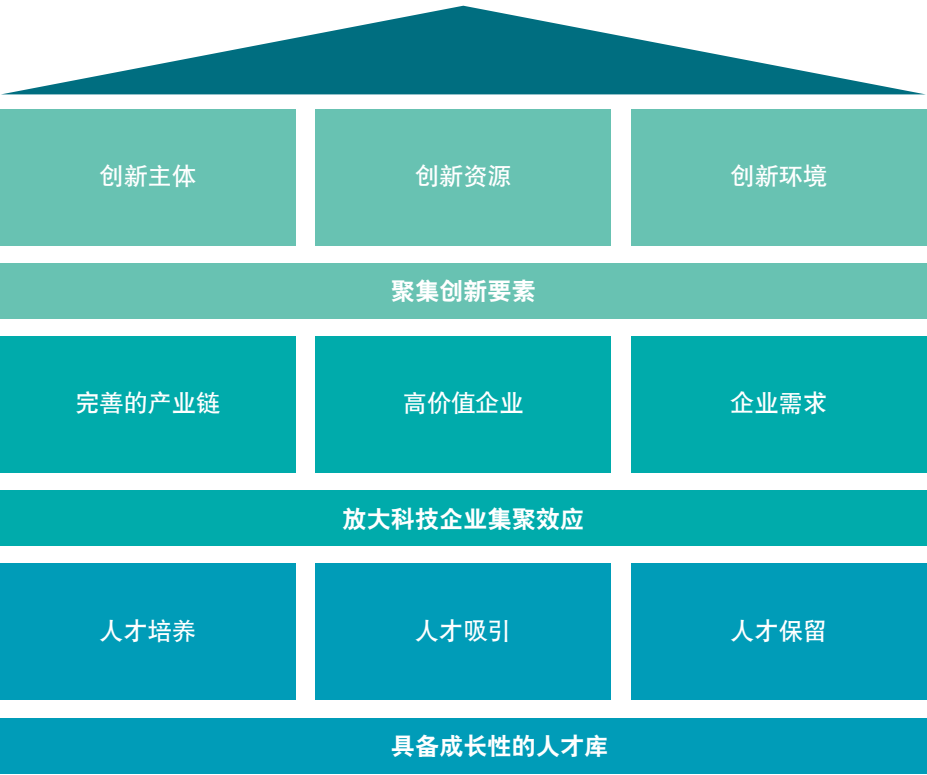 创新主体
创新资源
创新环境
聚集创新要素
完善的产业链
高价值企业
企业需求
放大科技企业集聚效应
人才培养
人才吸引
人才保留
具备成长性的人才库